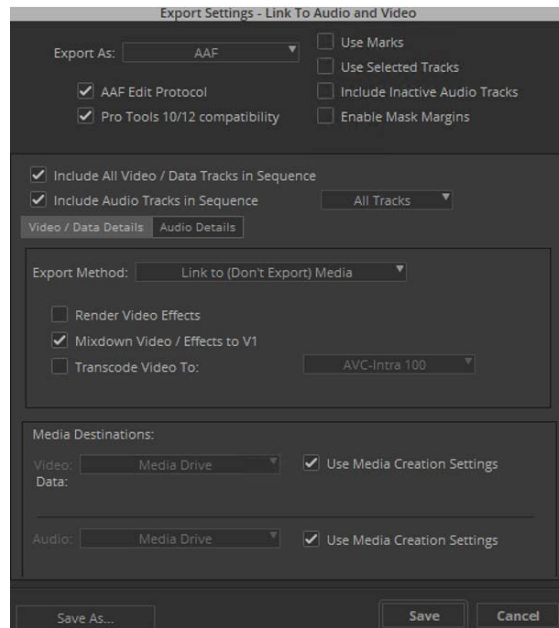 Export Settings - Link To Audio and Video
Export As: AAF
Use Marks
Use Selected Tracks
AAF Edit Protocol
Include Inactive Audio Tracks
Pro Tools 10/12 compatibility
Enable Mask Margins
Include All Video / Data Tracks in Sequence
Include Audio Tracks in Sequence All Tracks
Video / Data Details Audio Details
Export Method: Link to (Don't Export) Media
Render Video Effects
Mixdown Video / Effects to V1
Transcode Video To: AVC-Intra 100
Media Destinations:
Video: Media Drive Use Media Creation Settings
Data:
Audio: Media Drive Use Media Creation Settings
Save As... Save Cancel